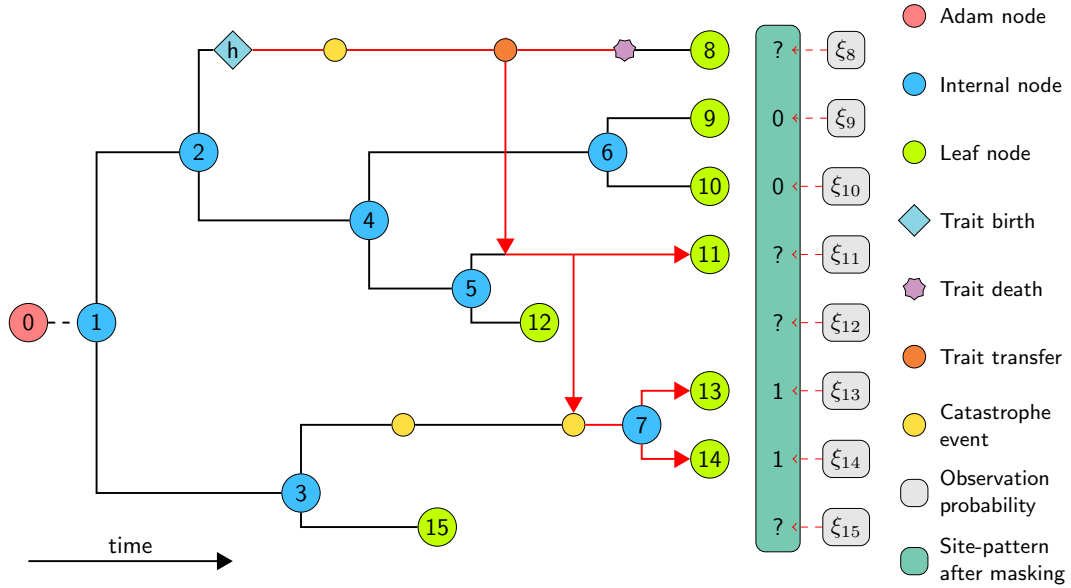 h
8
?
ξ8
Adam node
9
0
ξ9
Internal node
2
6
Leaf node
10
0
ξ10
4
Trait birth
11
?
ξ11
5
Trait death
0
1
12
?
ξ12
Trait transfer
13
1
ξ13
7
Catastrophe
event
14
1
ξ14
3
Observation
probability
15
?
ξ15
time
Site-pattern
after masking